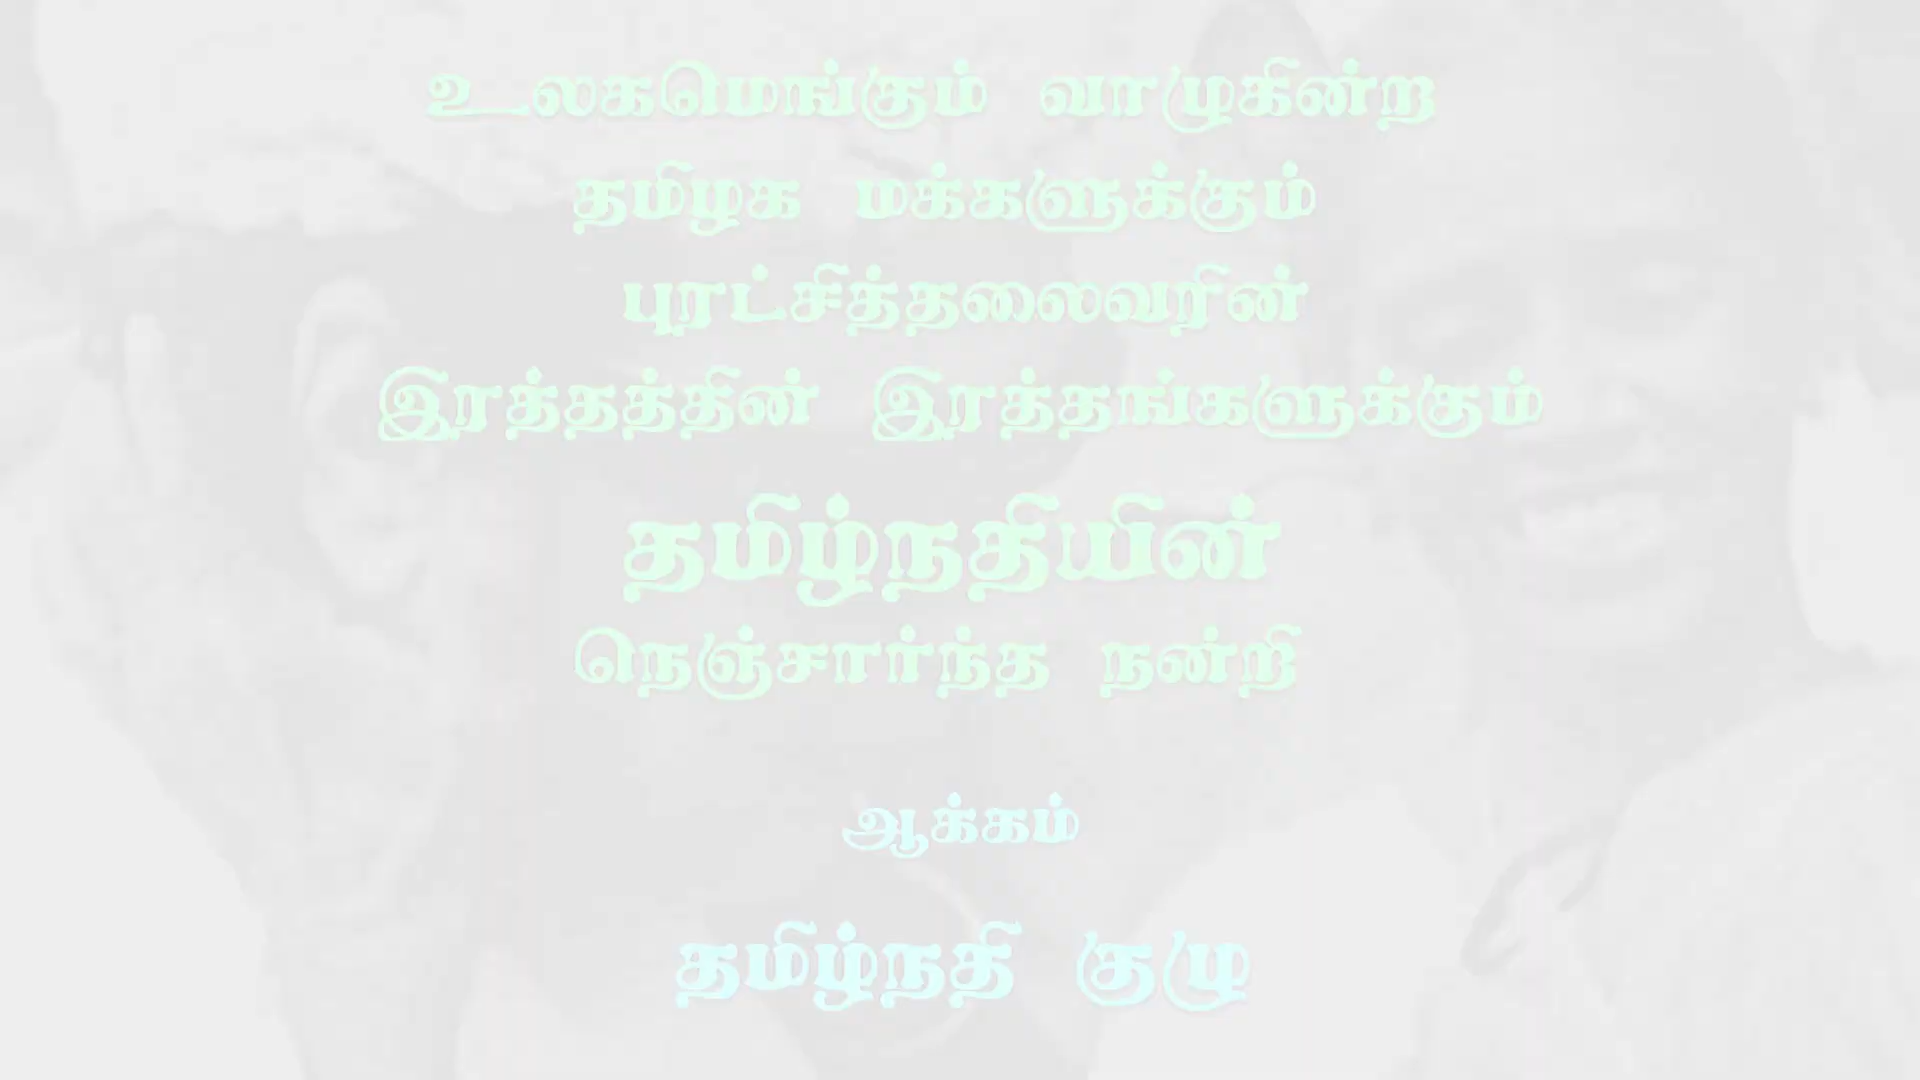 உலகமெங்கும் வாழுகின்ற
தமிழக மக்களுக்கும்
புரட்சித்தலைவரின்
இரத்தத்தின் இரத்தங்களுக்கும்
தமிழ்நதியின்
நெஞ்சார்ந்த நன்றி
ஆக்கம்
தமிழ்நதி குழு